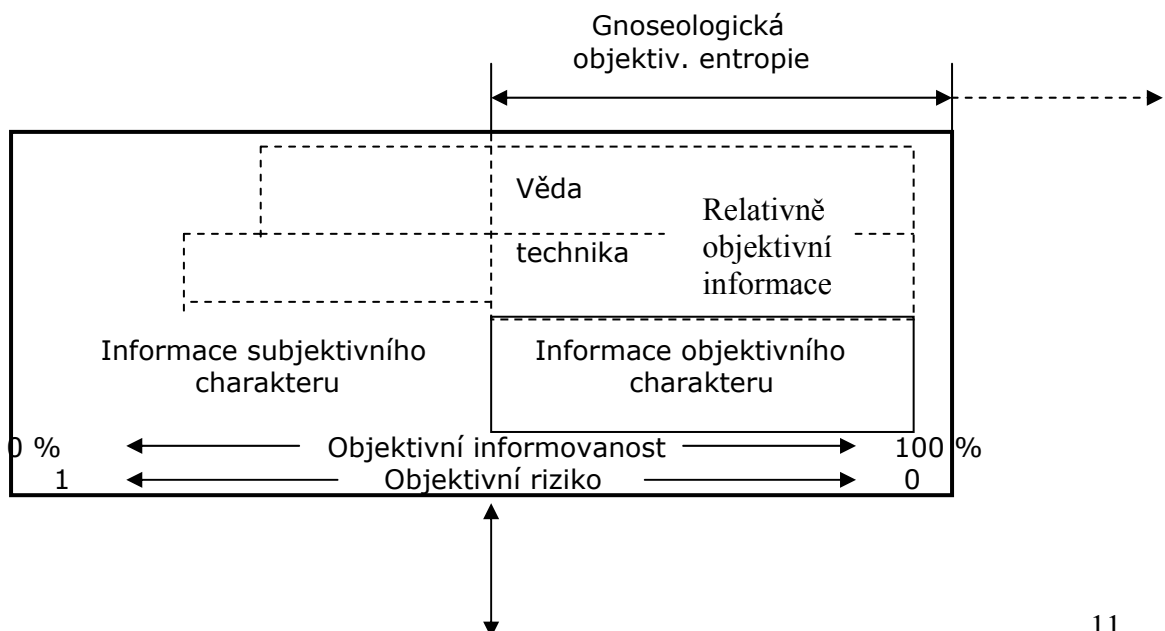 Gnoseologická
objektiv. entropie
Věda
technika
Relativně
objektivní
informace
Informace subjektivního
charakteru
Informace objektivního
charakteru
0 % Objektivní informovanost 100 %
1 Objektivní riziko 0
11